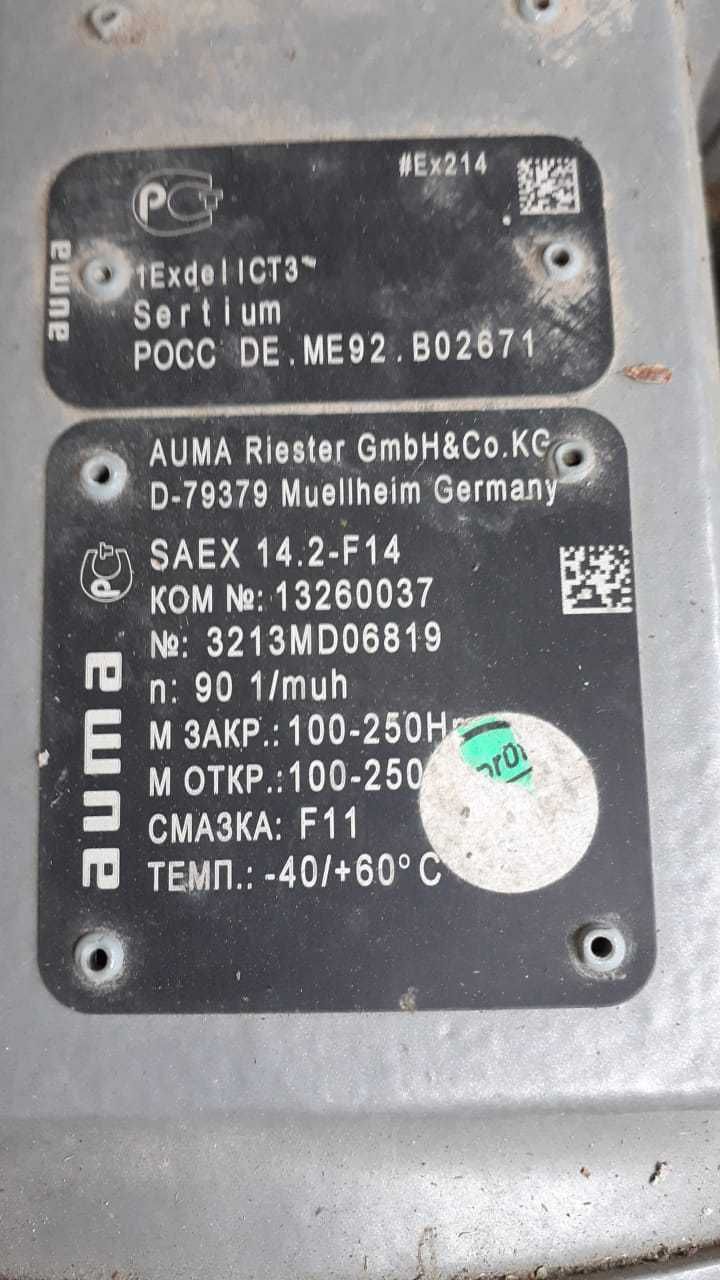 #Ex214
auma
1ExdeIICT3
Sertium
РОСС DE.ME92.B02671
AUMA Riester GmbH&Co.KG
D-79379 Muellheim Germany
SAEX 14.2-F14
КОМ №: 13260037
№: 3213MD06819
n: 90 1/muh
М ЗАКР.:100-250Нм
М ОТКР.:100-250
СМАЗКА: F11
ТЕМП.: -40/+60°C
auma